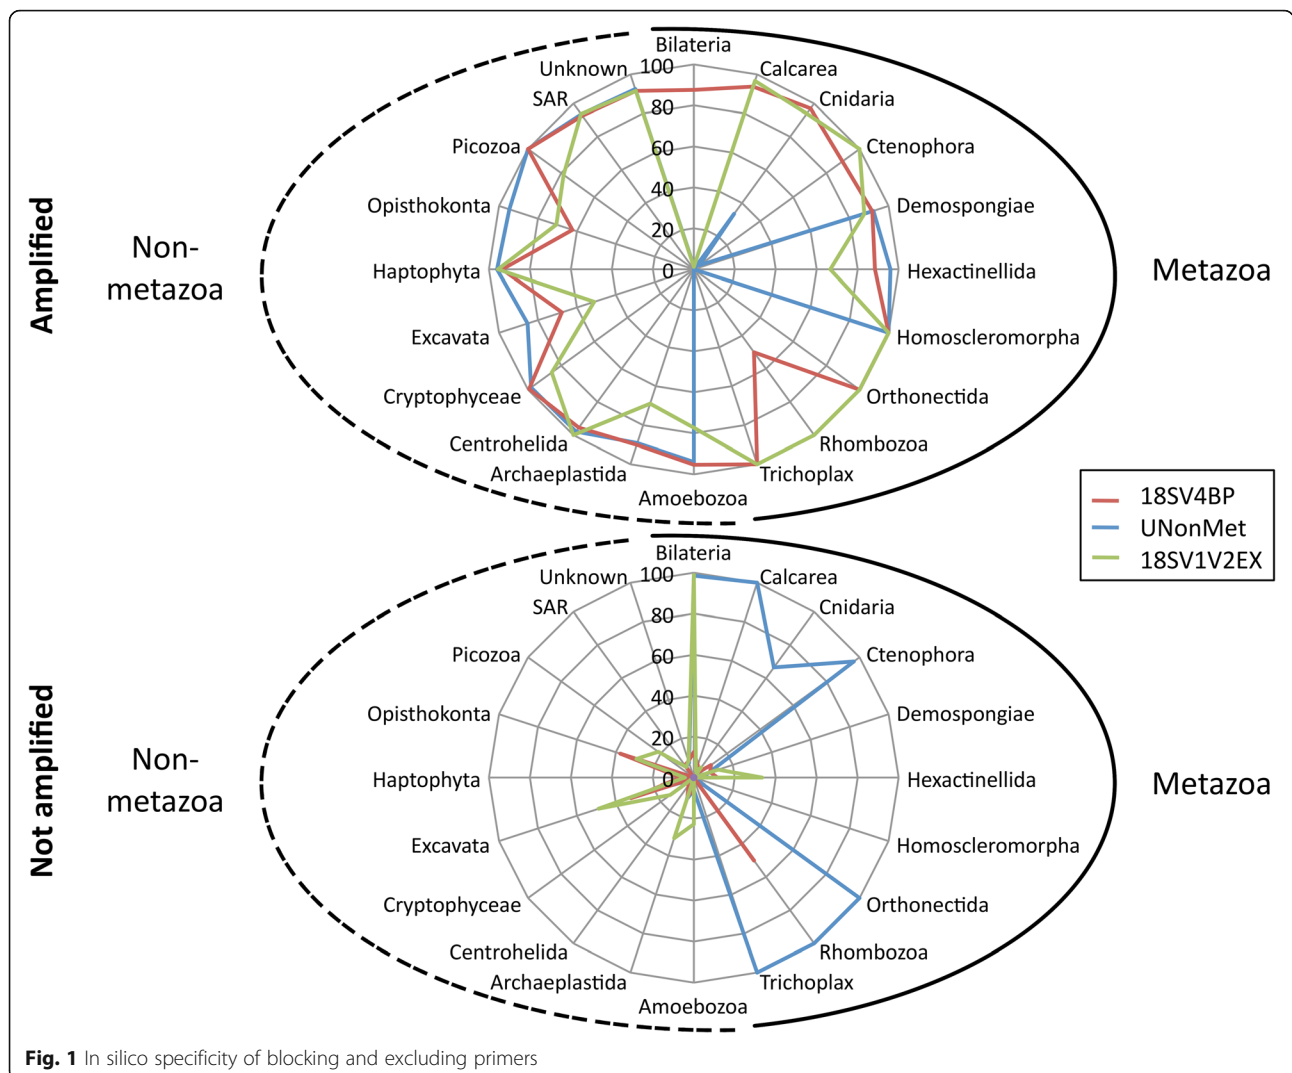 Amplified
Non-
metazoa
Metazoa
Bilateria
Calcarea
Cnidaria
Ctenophora
Demospongiae
Hexactinellida
Homoscleromorpha
Orthonectida
Rhombozoa
Trichoplax
Amoebozoa
Archaeplastida
Centrohelida
Cryptophyceae
Excavata
Haptophyta
Opisthokonta
Picozoa
SAR
Unknown
100
80
60
40
20
0
18SV4BP
UNonMet
18SV1V2EX
Not amplified
Non-
metazoa
Metazoa
Bilateria
Calcarea
Cnidaria
Ctenophora
Demospongiae
Hexactinellida
Homoscleromorpha
Orthonectida
Rhombozoa
Trichoplax
Amoebozoa
Archaeplastida
Centrohelida
Cryptophyceae
Excavata
Haptophyta
Opisthokonta
Picozoa
SAR
Unknown
100
80
60
40
20
0
Fig. 1 In silico specificity of blocking and excluding primers